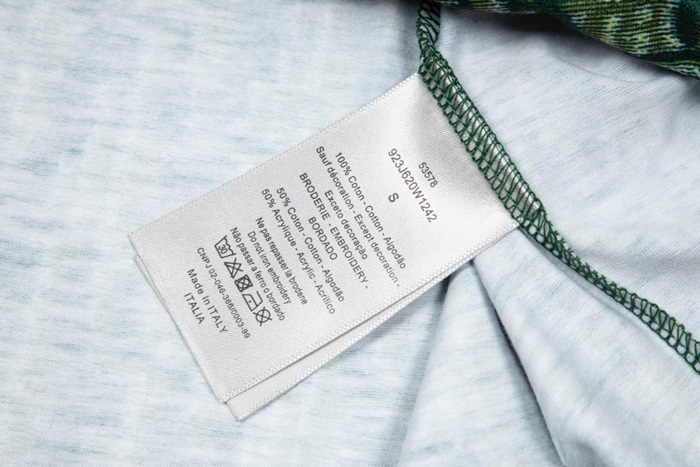 53578
923J620W1242
S
100% Coton - Cotton - Algodão
Sauf décoration - Except decoration -
Exceto decoração
BRODERIE - EMBROIDERY -
BORDADO
50% Coton - Cotton - Algodão
50% Acrylique - Acrylic - Acrílico
Ne pas repasser la broderie
Do not iron embroidery
Não passar a ferro o bordado
30
CNPJ 02-046-366/0003-99
Made in ITALY
ITALIA